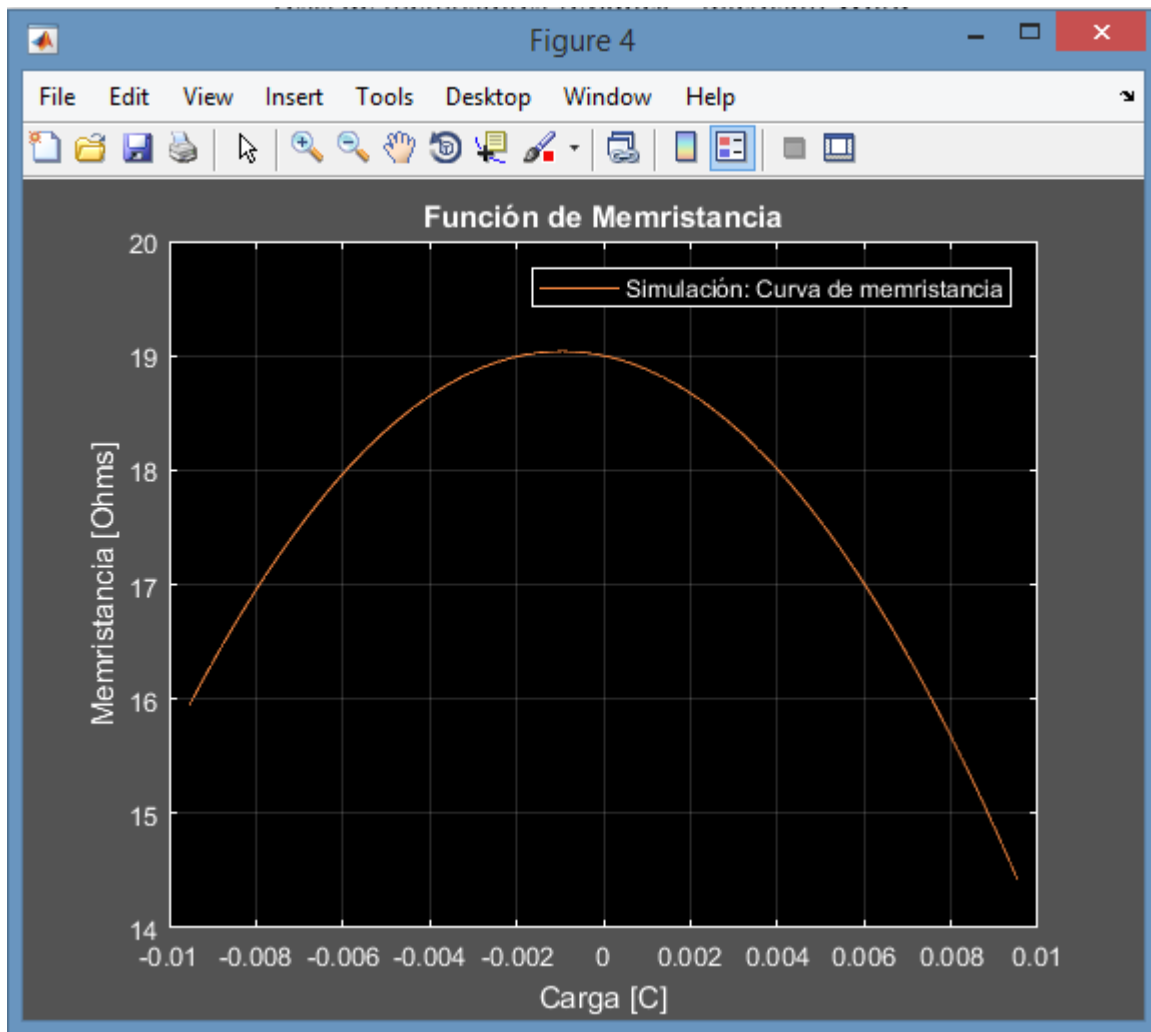 Figure 4
File Edit View Insert Tools Desktop Window Help
Función de Memristancia
Simulación: Curva de memristancia
20
19
18
17
16
15
14
Memristancia [Ohms]
-0.01 -0.008 -0.006 -0.004 -0.002 0 0.002 0.004 0.006 0.008 0.01
Carga [C]